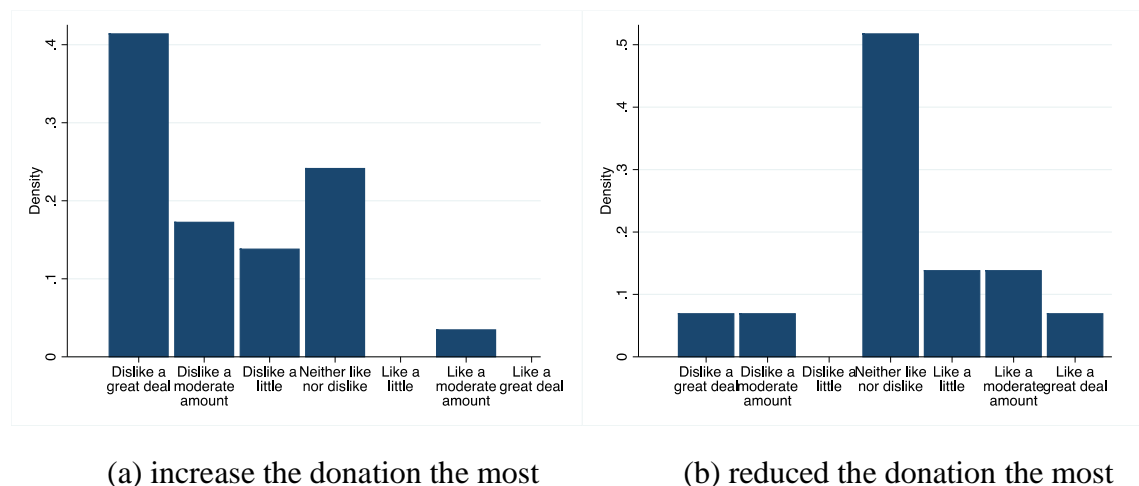 Density
.4
.3
.2
.1
0
Dislike a great deal
Dislike a moderate amount
Dislike a little
Neither like nor dislike
Like a little
Like a moderate amount
Like a great deal
(a) increase the donation the most
Density
.5
.4
.3
.2
.1
0
Dislike a great deal
Dislike a moderate amount
Dislike a little
Neither like nor dislike
Like a little
Like a moderate amount
Like a great deal
(b) reduced the donation the most